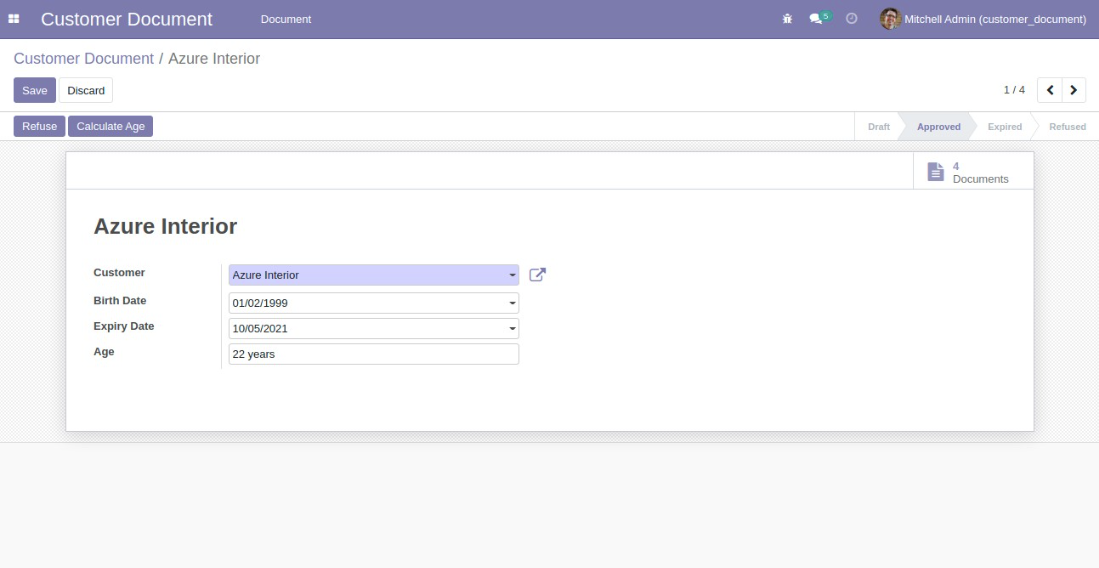 Customer Document Document 5 Mitchell Admin (customer_document)
Customer Document / Azure Interior
Save Discard 1 / 4
Refuse Calculate Age Draft Approved Expired Refused
4
Documents
Azure Interior
Customer Azure Interior
Birth Date 01/02/1999
Expiry Date 10/05/2021
Age 22 years